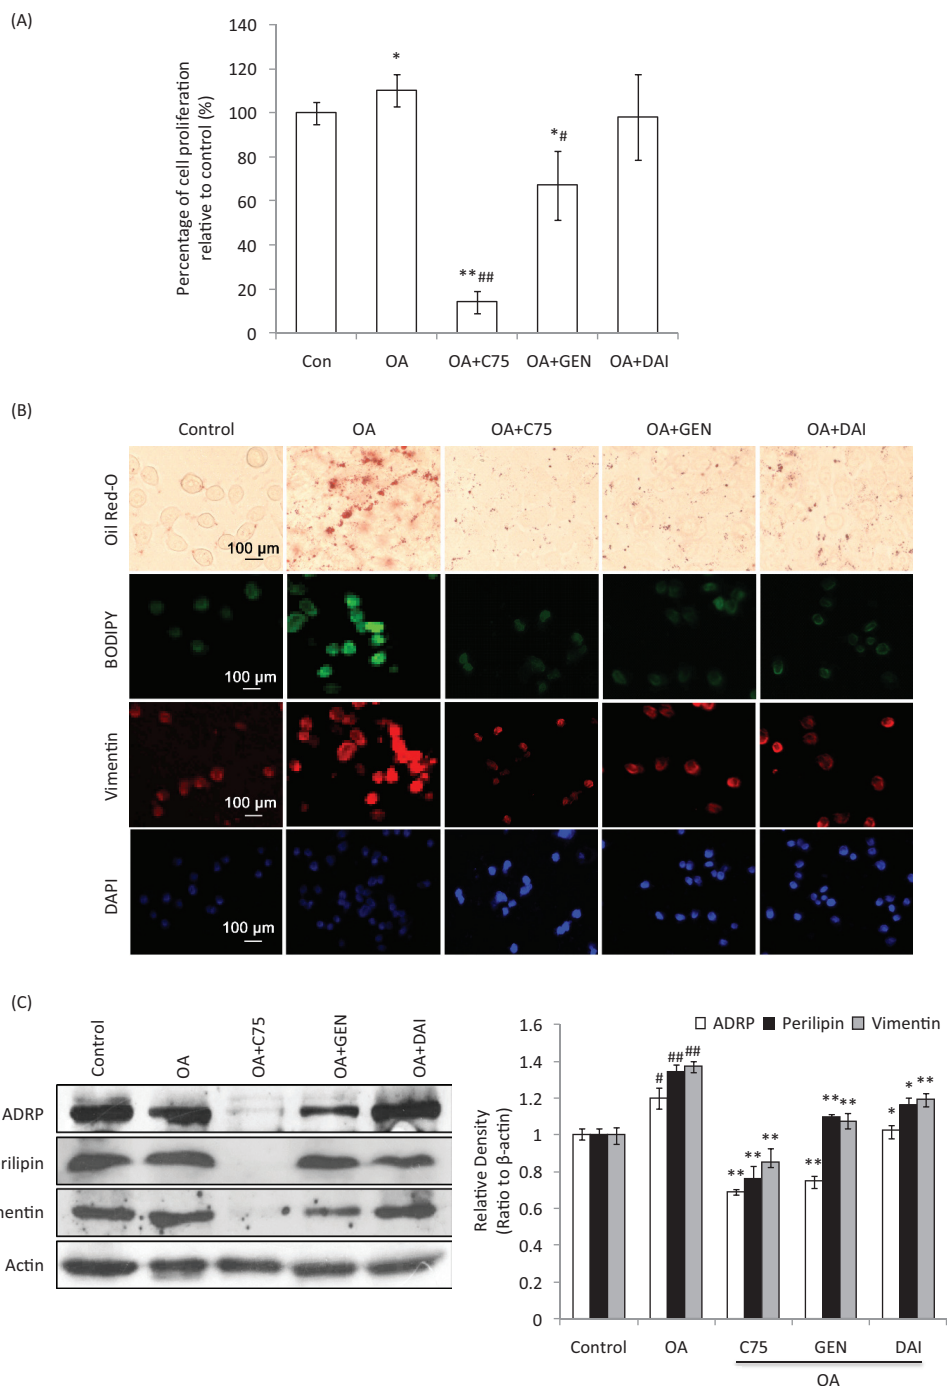 (A)
Percentage of cell proliferation
relative to control (%)
140
120
100
80
60
40
20
0
*
**##
*#
Con
OA
OA+C75
OA+GEN
OA+DAI
(B)
Control
OA
OA+C75
OA+GEN
OA+DAI
Oil Red-O
100 µm
BODIPY
100 µm
Vimentin
100 µm
DAPI
100 µm
(C)
Control
OA
OA+C75
OA+GEN
OA+DAI
ADRP
rilipin
nentin
Actin
Relative Density
(Ratio to β-actin)
1.6
1.4
1.2
1
0.8
0.6
0.4
0.2
0
ADRP Perilipin Vimentin
# ## ##
** ** **
** ** **
* * **
Control
OA
C75
GEN
DAI
OA